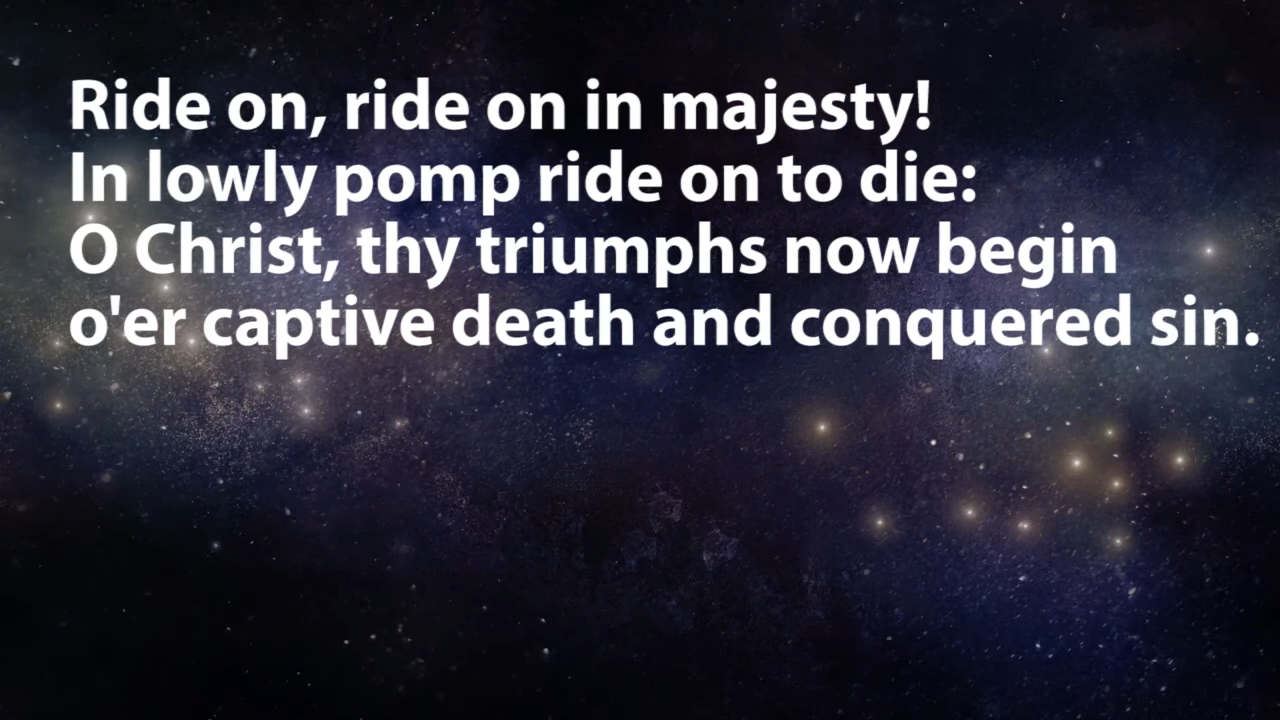 Ride on, ride on in majesty!
In lowly pomp ride on to die:
O Christ, thy triumphs now begin
o'er captive death and conquered sin.